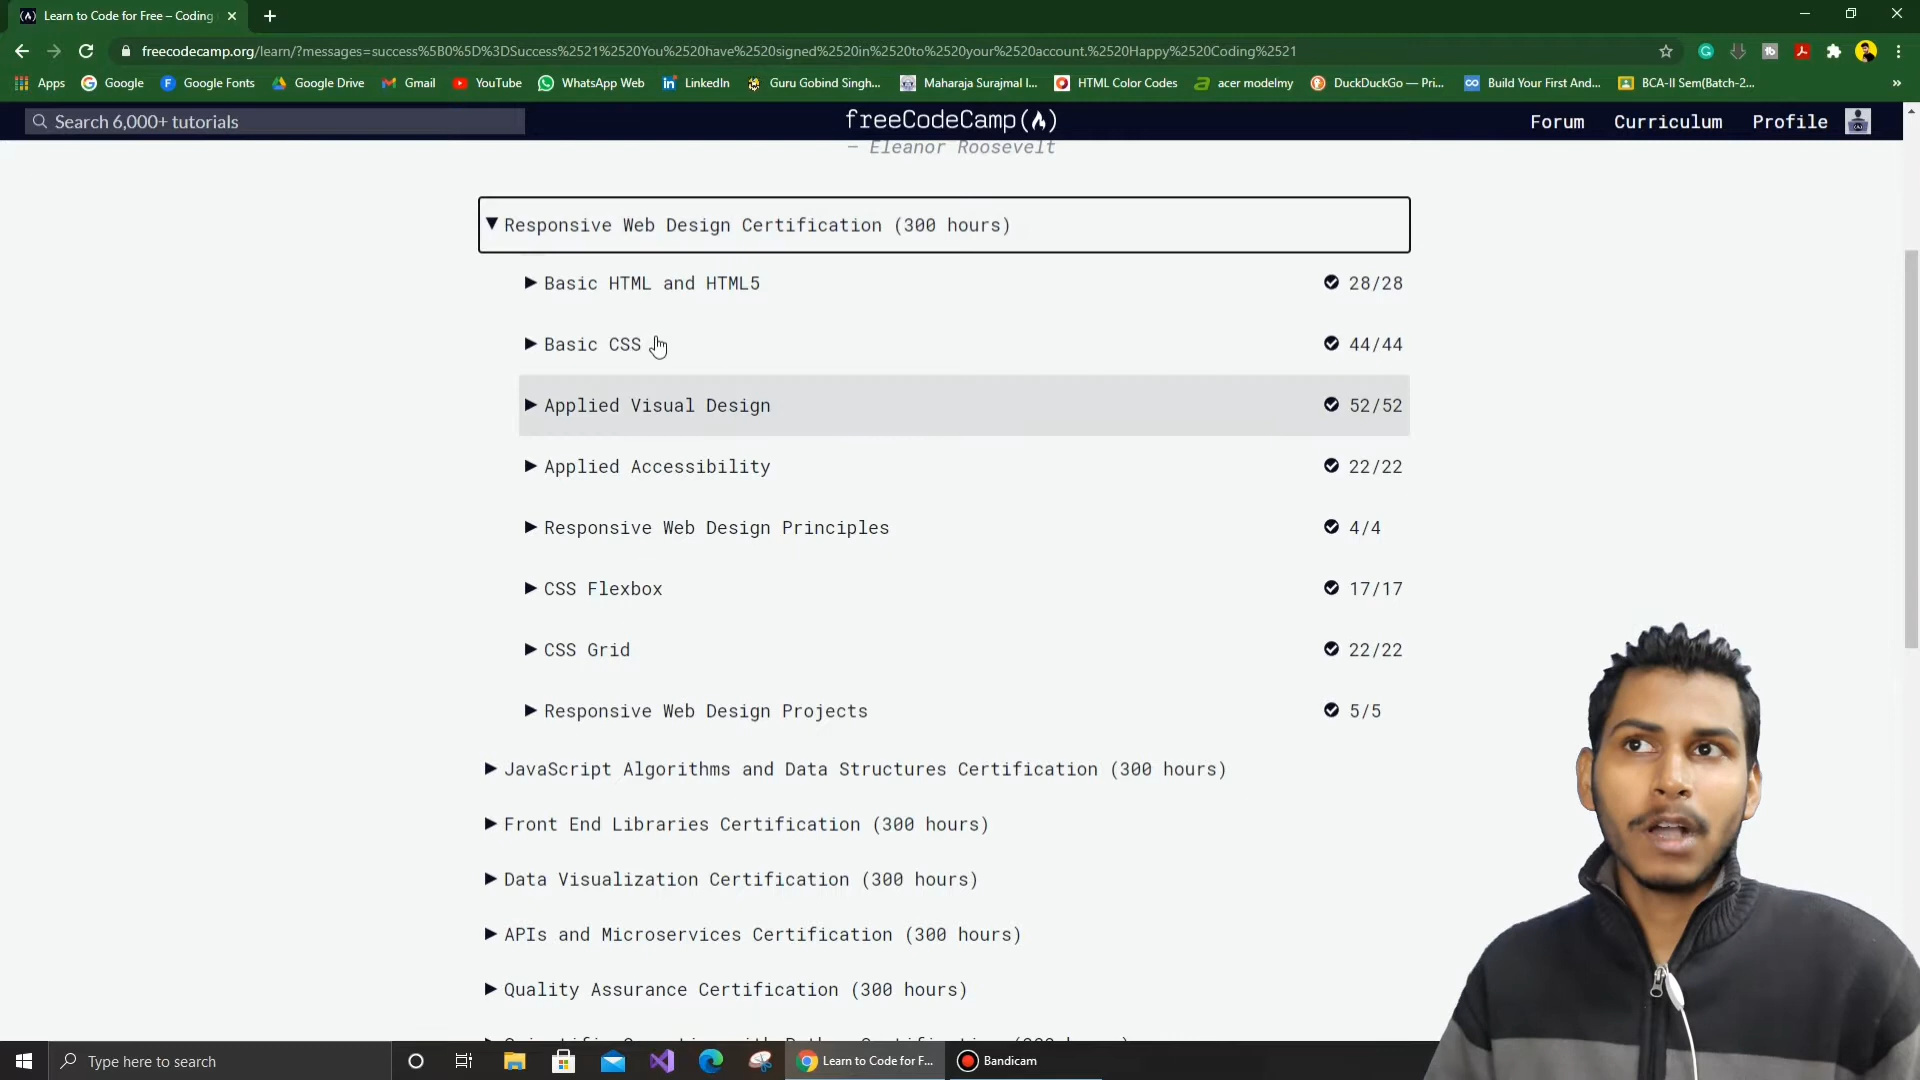 Learn to Code for Free – Coding
freecodecamp.org/learn/?messages=success%5B0%5D%3DSuccess%2521%2520You%2520have%2520signed%2520in%2520to%2520your%2520account.%2520Happy%2520Coding%2521
Apps Google Google Fonts Google Drive Gmail YouTube WhatsApp Web LinkedIn Guru Gobind Singh... Maharaja Surajmal I... HTML Color Codes acer modelmy DuckDuckGo — Pri... Build Your First And... BCA-II Sem(Batch-2...
Search 6,000+ tutorials freeCodeCamp Forum Curriculum Profile
— Eleanor Roosevelt
Responsive Web Design Certification (300 hours)
Basic HTML and HTML5 28/28
Basic CSS 44/44
Applied Visual Design 52/52
Applied Accessibility 22/22
Responsive Web Design Principles 4/4
CSS Flexbox 17/17
CSS Grid 22/22
Responsive Web Design Projects 5/5
JavaScript Algorithms and Data Structures Certification (300 hours)
Front End Libraries Certification (300 hours)
Data Visualization Certification (300 hours)
APIs and Microservices Certification (300 hours)
Quality Assurance Certification (300 hours)
Type here to search Learn to Code for F... Bandicam